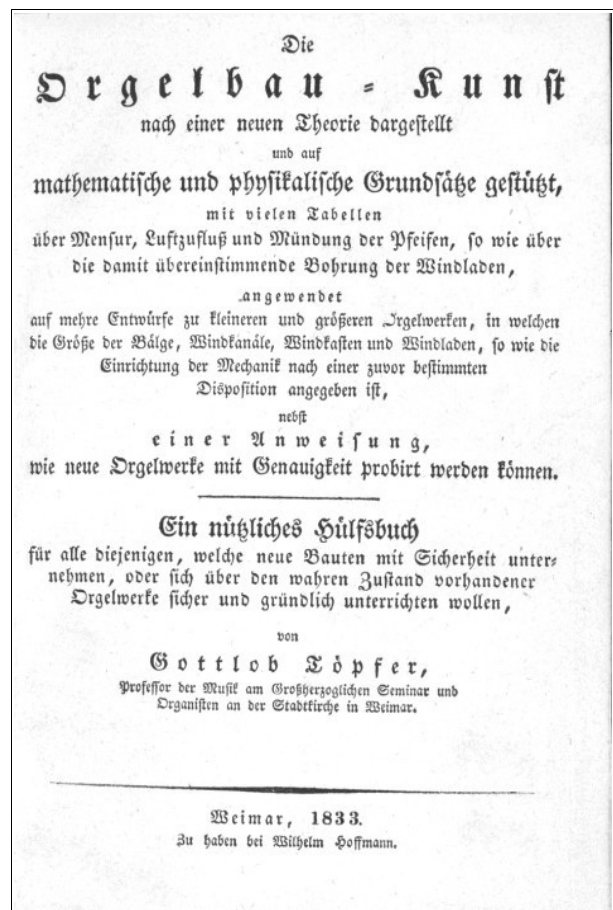 Die
Orgelbau-Kunst
nach einer neuen Theorie dargestellt
und auf
mathematische und physikalische Grundsätze gestützt,
mit vielen Tabellen
über Mensur, Luftzufluß und Mündung der Pfeifen, so wie über
die damit übereinstimmende Bohrung der Windladen,
angewendet
auf mehre Entwürfe zu kleineren und größeren Orgelwerken, in welchen
die Größe der Bälge, Windkanäle, Windkasten und Windladen, so wie die
Einrichtung der Mechanik nach einer zuvor bestimmten
Disposition angegeben ist,
nebst
einer Anweisung,
wie neue Orgelwerke mit Genauigkeit probirt werden können.
Ein nützliches Hülfsbuch
für alle diejenigen, welche neue Bauten mit Sicherheit unter-
nehmen, oder sich über den wahren Zustand vorhandener
Orgelwerke sicher und gründlich unterrichten wollen,
von
Gottlob Töpfer,
Professor der Musik am Großherzoglichen Seminar und
Organisten an der Stadtkirche in Weimar.
Weimar, 1833.
Zu haben bei Wilhelm Hoffmann.